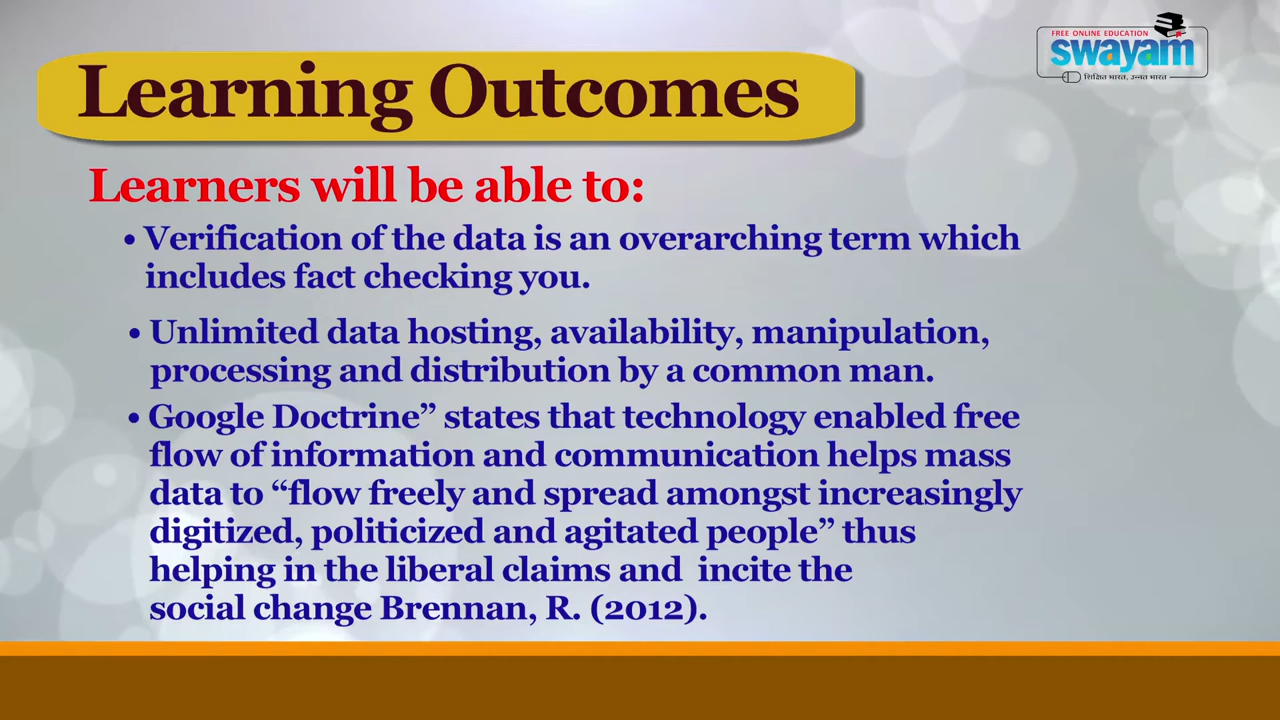 FREE ONLINE EDUCATION
swayam
शिक्षित भारत, उन्नत भारत
Learning Outcomes
Learners will be able to:
• Verification of the data is an overarching term which
includes fact checking you.
• Unlimited data hosting, availability, manipulation,
processing and distribution by a common man.
• Google Doctrine” states that technology enabled free
flow of information and communication helps mass
data to “flow freely and spread amongst increasingly
digitized, politicized and agitated people” thus
helping in the liberal claims and incite the
social change Brennan, R. (2012).